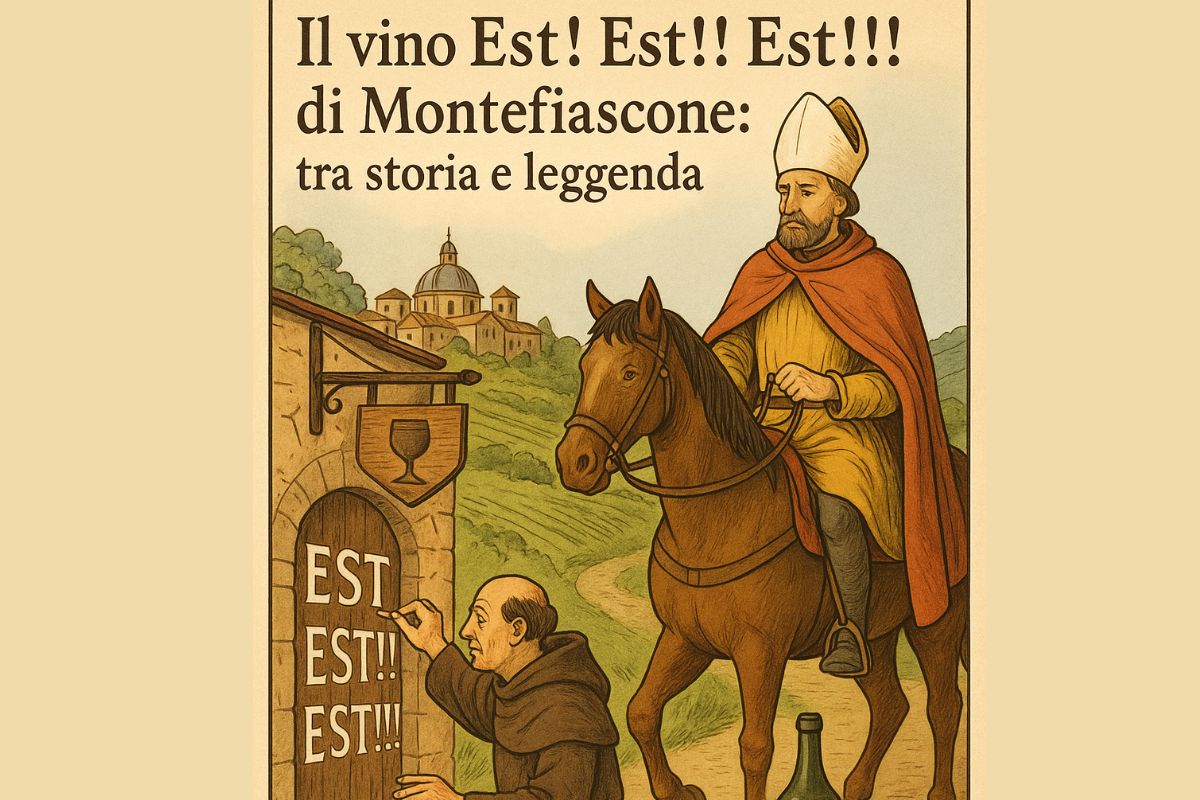 Il vino Est! Est!! Est!!!
di Montefiascone:
tra storia e leggenda
EST
EST!!
EST!!!